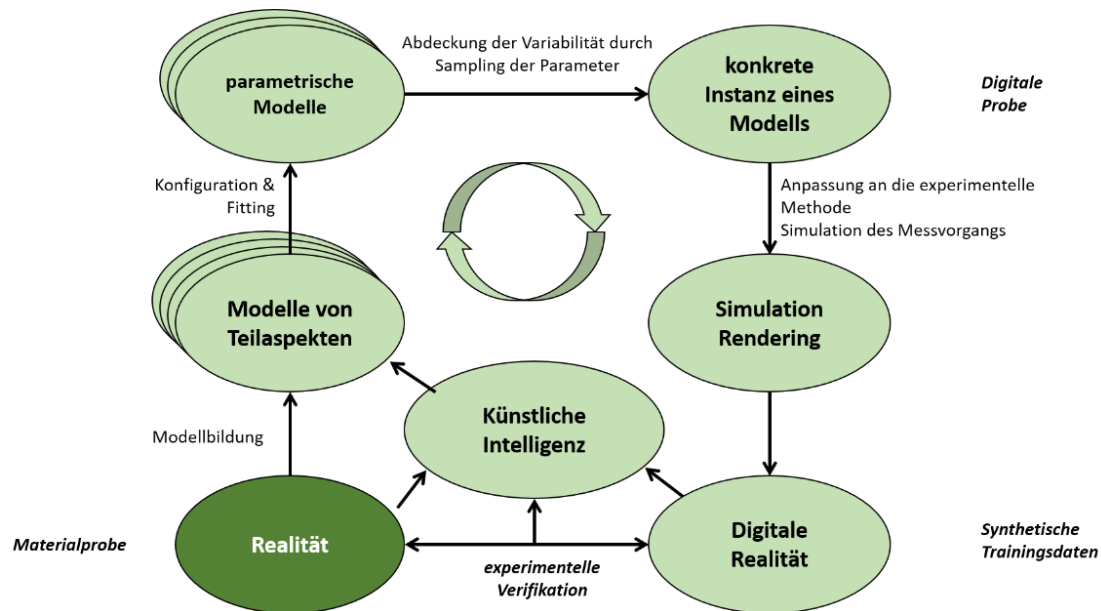 Abdeckung der Variabilität durch
Sampling der Parameter
parametrische
Modelle
konkrete
Instanz eines
Modells
Digitale
Probe
Konfiguration &
Fitting
Anpassung an die experimentelle
Methode
Simulation des Messvorgangs
Modelle von
Teilaspekten
Simulation
Rendering
Künstliche
Intelligenz
Modellbildung
Materialprobe
Realität
experimentelle
Verifikation
Digitale
Realität
Synthetische
Trainingsdaten